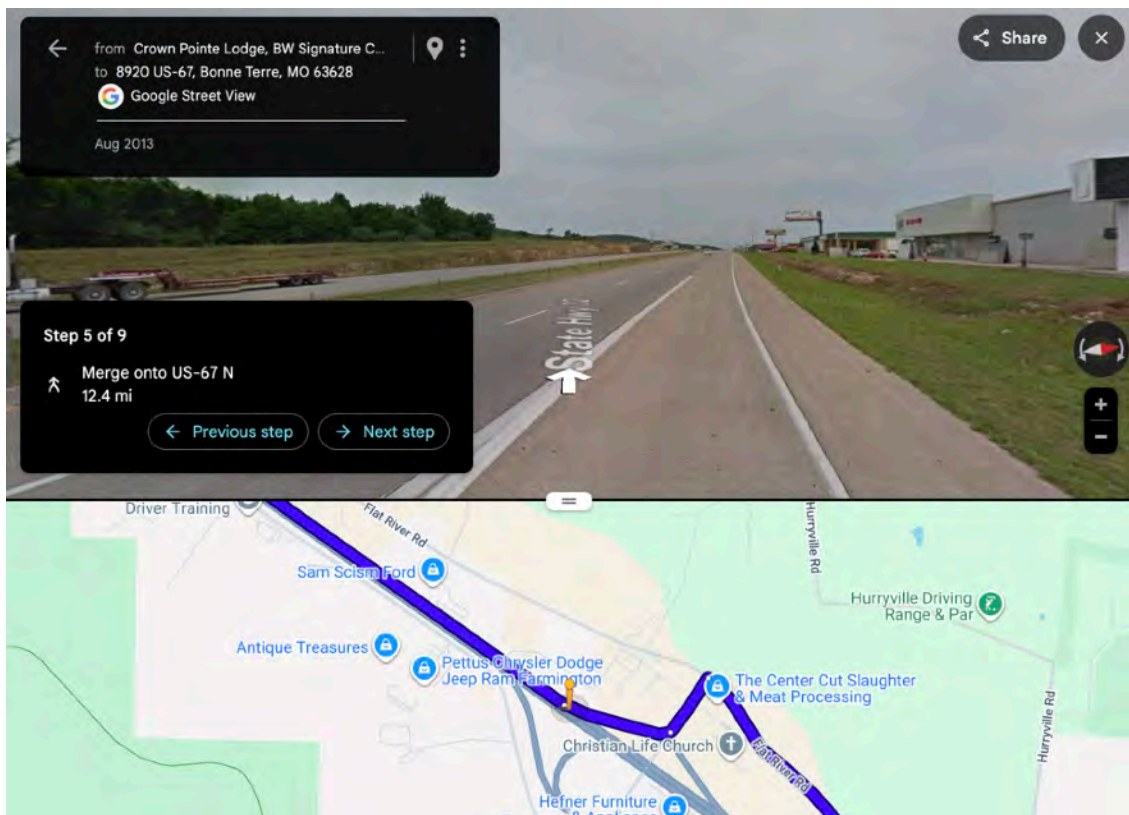 from Crown Pointe Lodge, BW Signature C...
to 8920 US-67, Bonne Terre, MO 63628
Google Street View
Aug 2013
Share
Step 5 of 9
Merge onto US-67 N
12.4 mi
Previous step
Next step
State Hwy 32
Driver Training
Flat River Rd
Sam Scism Ford
Antique Treasures
Pettus Chrysler Dodge
Jeep Ram Farmington
Christian Life Church
Hefner Furniture
& Appliance
The Center Cut Slaughter
& Meat Processing
Flat River Rd
Hurryville Rd
Hurryville Driving
Range & Par
Hurryville Rd